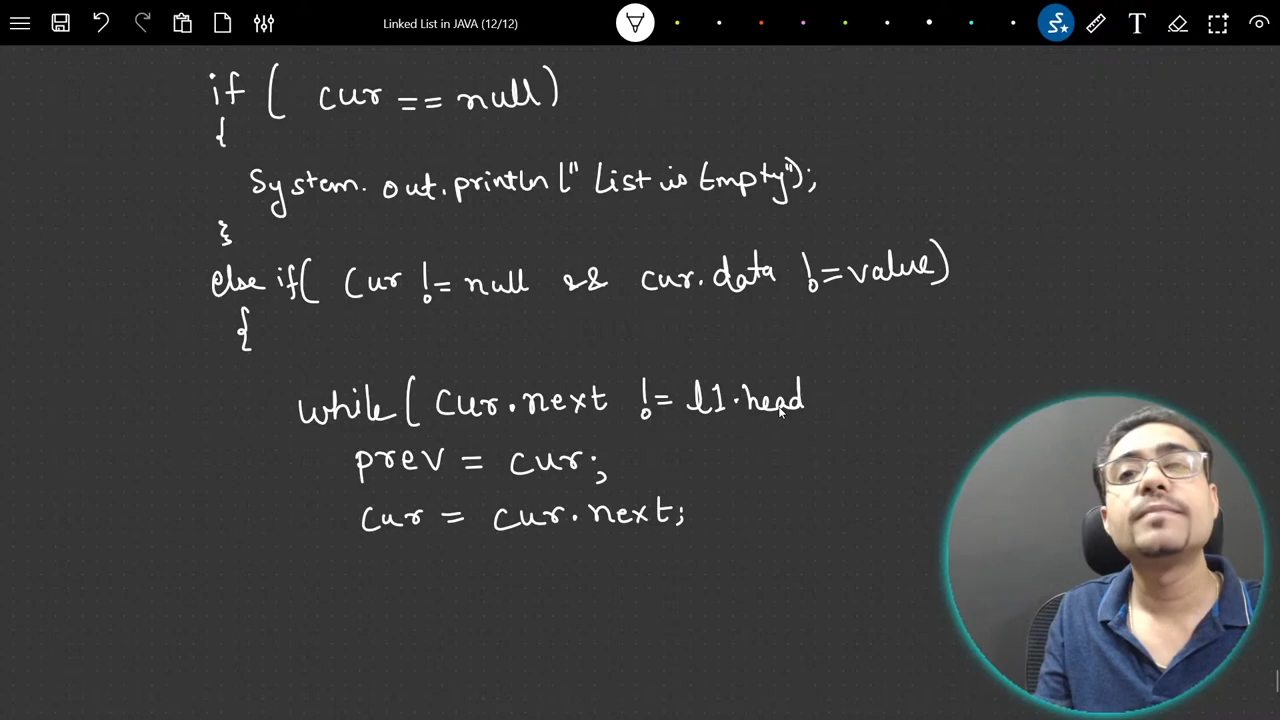 Linked List in JAVA (12/12)
if ( cur == null)
{
System. out.println(" List is Empty");
}
else if( Cur != null && cur.data != value)
{
while( Cur.next != l1.head
prev = cur;
cur = cur.next;